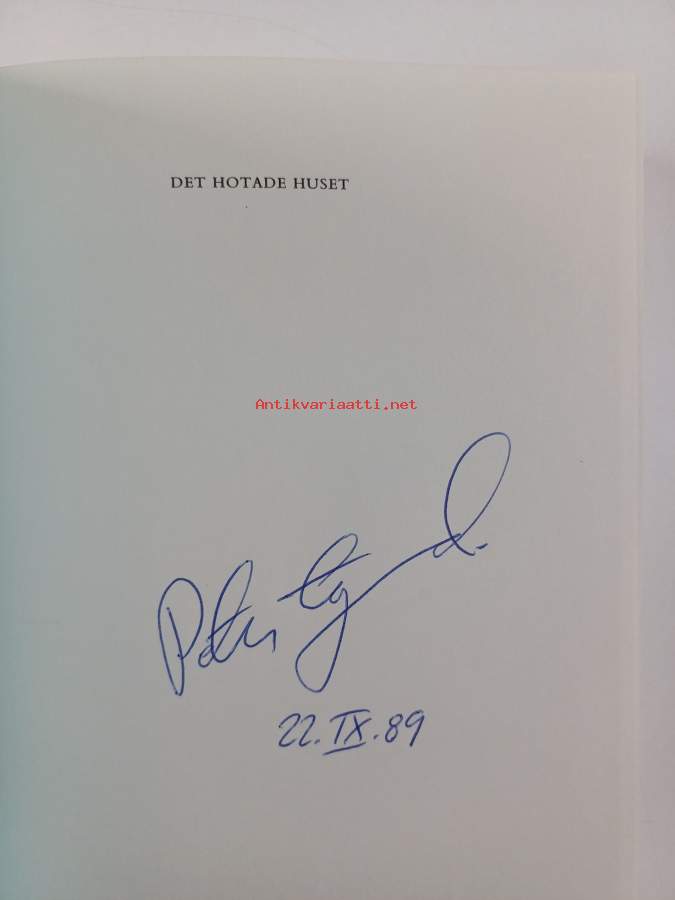 DET HOTADE HUSET
Antikvariaatti.net
22.IX.89